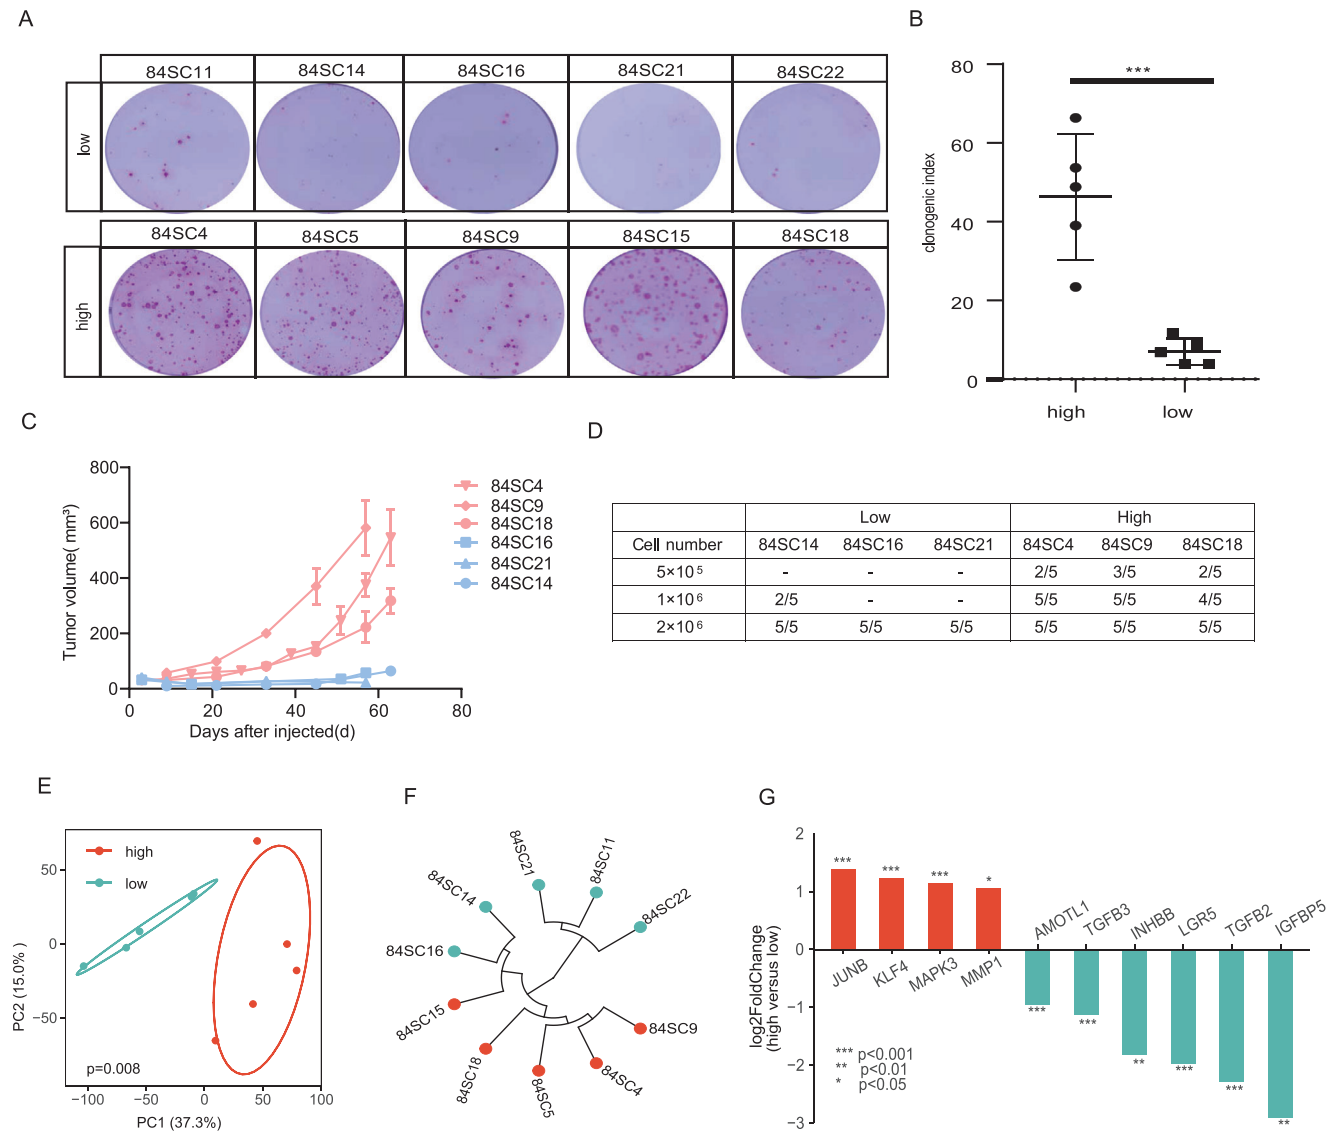 A
84SC11 84SC14 84SC16 84SC21 84SC22
low
84SC4 84SC5 84SC9 84SC15 84SC18
high
B
***
80
60
40
20
0
clonogenic index
high low
C
800
600
400
200
0
0 20 40 60 80
Tumor volume( mm³)
Days after injected(d)
84SC4
84SC9
84SC18
84SC16
84SC21
84SC14
D
Low High
Cell number 84SC14 84SC16 84SC21 84SC4 84SC9 84SC18
5×10⁵ - - - 2/5 3/5 2/5
1×10⁶ 2/5 - - 5/5 5/5 4/5
2×10⁶ 5/5 5/5 5/5 5/5 5/5 5/5
E
high
low
50
0
−50
PC2 (15.0% )
p=0.008
−100 −50 0 50 100
PC1 (37.3%)
F
84SC21
84SC11
84SC14
84SC22
84SC16
84SC15
84SC9
84SC18
84SC4
84SC5
G
2
1
0
−1
−2
−3
log2FoldChange
(high versus low)
*** *** *** *
JUNB KLF4 MAPK3 MMP1
AMOTL1 TGFB3 INHBB LGR5 TGFB2 IGFBP5
*** *** ** *** *** **
*** p<0.001
** p<0.01
* p<0.05